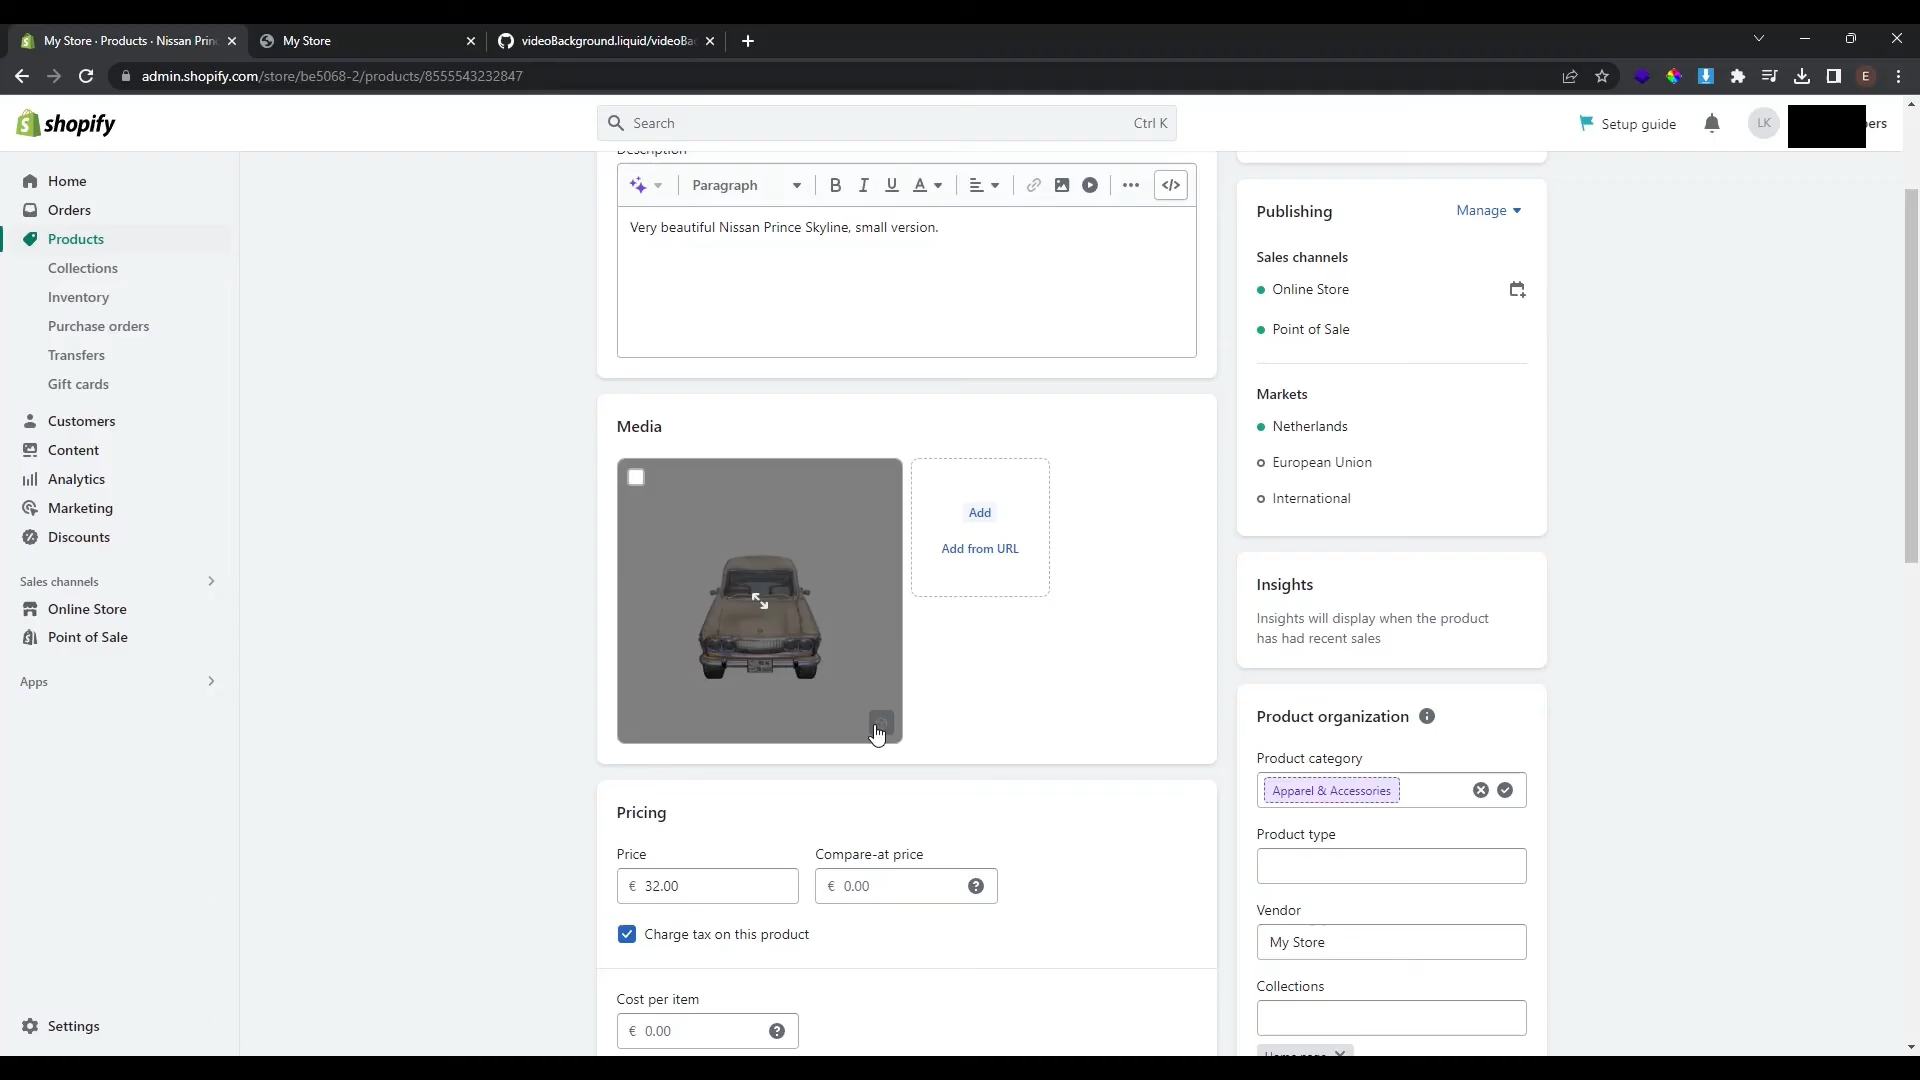 My Store · Products · Nissan Prin
My Store
videoBackground.liquid/videoBa
admin.shopify.com/store/be5068-2/products/8555543232847
E
shopify
Search
Ctrl K
Setup guide
LK
Description
Paragraph
B I U A
Very beautiful Nissan Prince Skyline, small version.
Home
Orders
Products
Collections
Inventory
Purchase orders
Transfers
Gift cards
Customers
Content
Analytics
Marketing
Discounts
Sales channels
Online Store
Point of Sale
Apps
Settings
Media
Add
Add from URL
Pricing
Price
Compare-at price
€ 32.00
€ 0.00
Charge tax on this product
Cost per item
€ 0.00
Publishing
Manage
Sales channels
Online Store
Point of Sale
Markets
Netherlands
European Union
International
Insights
Insights will display when the product
has had recent sales
Product organization
Product category
Apparel & Accessories
Product type
Vendor
My Store
Collections
Home page